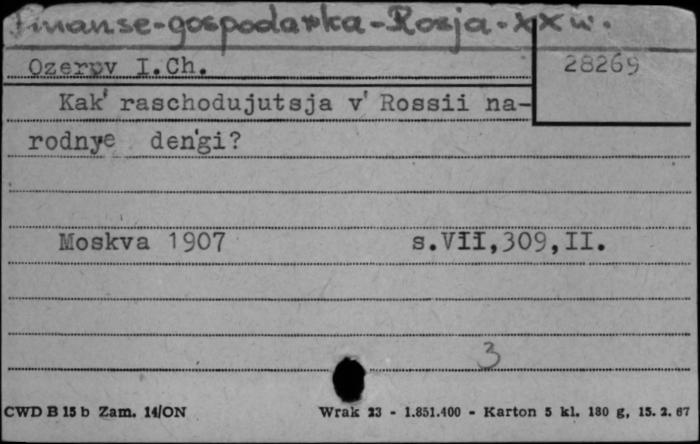 Finanse-gospodarka-Rosja-XX w.
Ozerov I.Ch.
28269
Kak' raschodujutsja v' Rossii na-
rodnye den'gi?
Moskva 1907 s.VII,309,II.
3
CWD B 15 b Zam. 14/ON Wrak 23 - 1.851.400 - Karton 5 kl. 180 g, 15. 2. 67